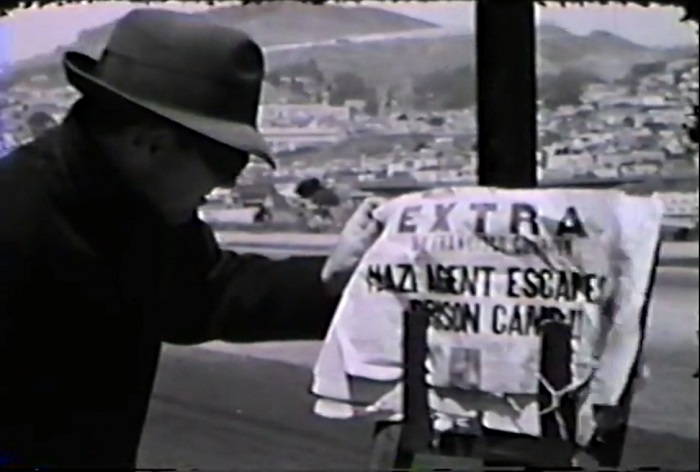 EXTRA
NAZI AGENT ESCAPES
PRISON CAMP!!